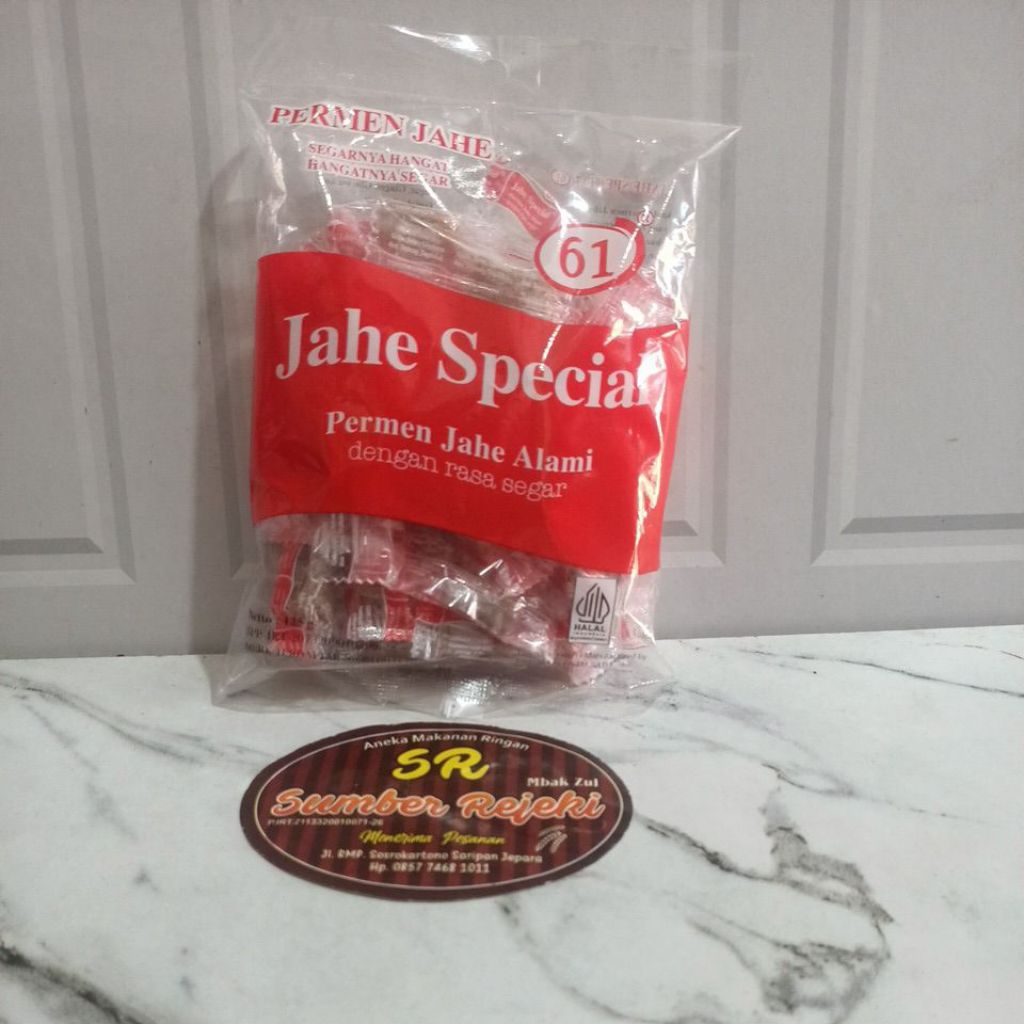 PERMEN JAHE
SEGARNYA HANGAT
HANGATNYA SEGAR
61
Jahe Special
Permen Jahe Alami
dengan rasa segar
HALAL
INDONESIA
Aneka Makanan Ringan
SR
Mbak Zul
Sumber Rejeki
Menerima Pesanan
Jl. RMP. Sosrokartono Saripan Jepara
Hp. 0857 7468 1011